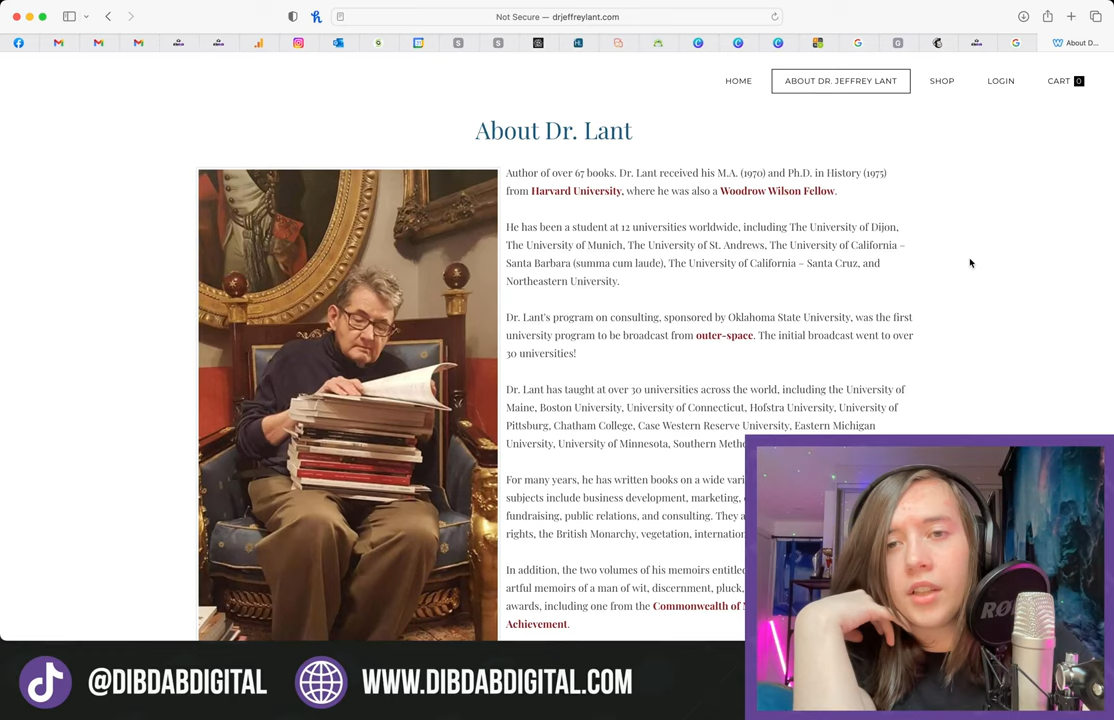 Not Secure — drjeffreylant.com
About D...
HOME
ABOUT DR. JEFFREY LANT
SHOP
LOGIN
CART 0
About Dr. Lant
Author of over 67 books. Dr. Lant received his M.A. (1970) and Ph.D. in History (1975)
from Harvard University, where he was also a Woodrow Wilson Fellow.
He has been a student at 12 universities worldwide, including The University of Dijon,
The University of Munich, The University of St. Andrews, The University of California –
Santa Barbara (summa cum laude), The University of California – Santa Cruz, and
Northeastern University.
Dr. Lant's program on consulting, sponsored by Oklahoma State University, was the first
university program to be broadcast from outer-space. The initial broadcast went to over
30 universities!
Dr. Lant has taught at over 30 universities across the world, including the University of
Maine, Boston University, University of Connecticut, Hofstra University, University of
Pittsburg, Chatham College, Case Western Reserve University, Eastern Michigan
University, University of Minnesota, Southern Meth
For many years, he has written books on a wide vari
subjects include business development, marketing,
fundraising, public relations, and consulting. They a
rights, the British Monarchy, vegetation, internation
In addition, the two volumes of his memoirs entitled
artful memoirs of a man of wit, discernment, pluck,
awards, including one from the Commonwealth of
Achievement.
RØDE
@DIBDABDIGITAL
WWW.DIBDABDIGITAL.COM